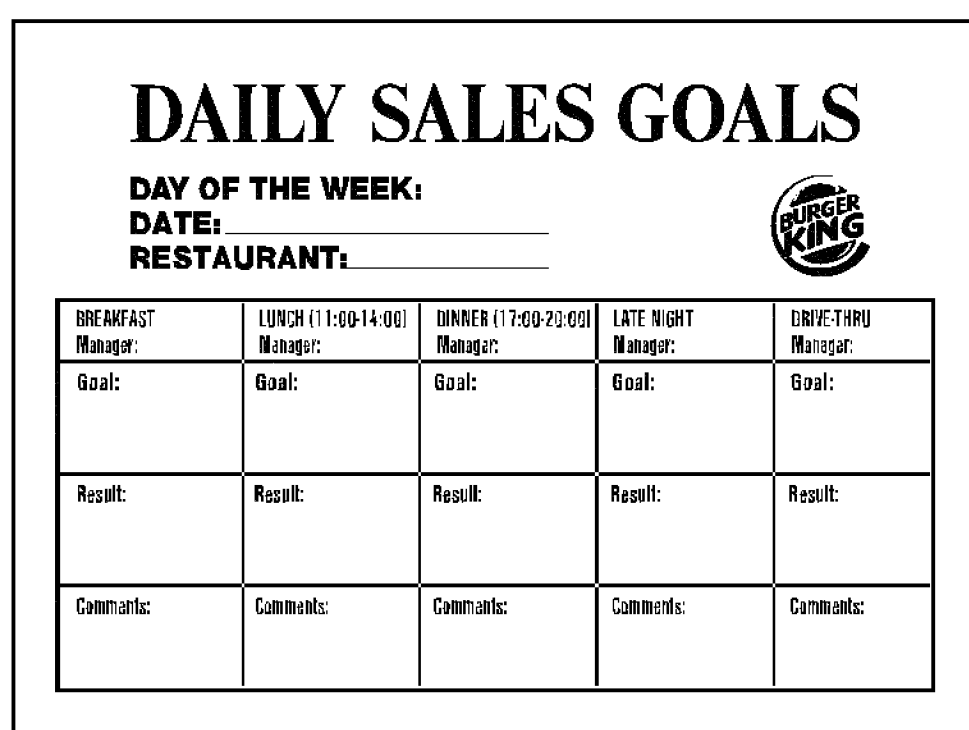 DAILY SALES GOALS
DAY OF THE WEEK:
DATE:
RESTAURANT:
BURGER
KING
BREAKFAST LUNCH (11:00-14:00) DINNER (17:00-20:00) LATE NIGHT DRIVE-THRU
Manager: Manager: Manager: Manager: Manager:
Goal: Goal: Goal: Goal: Goal:
Result: Result: Result: Result: Result:
Comments: Comments: Comments: Comments: Comments: